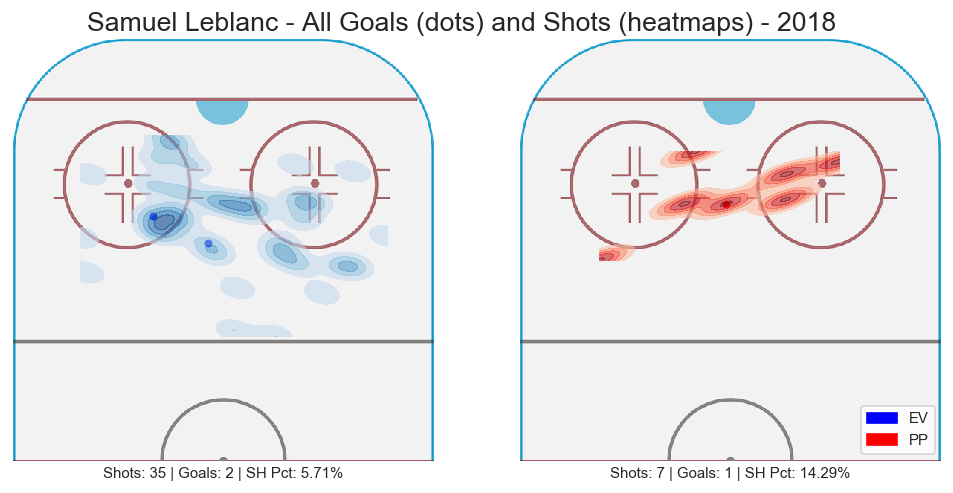 Samuel Leblanc - All Goals (dots) and Shots (heatmaps) - 2018
EV
PP
Shots: 35 | Goals: 2 | SH Pct: 5.71%
Shots: 7 | Goals: 1 | SH Pct: 14.29%